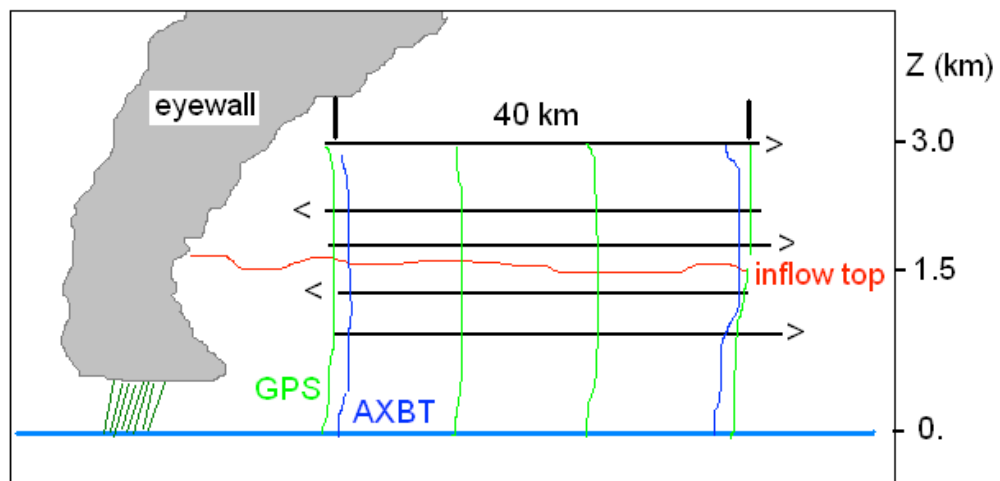 eyewall
40 km
Z (km)
3.0
<
>
>
inflow top
1.5
<
>
GPS
AXBT
0.